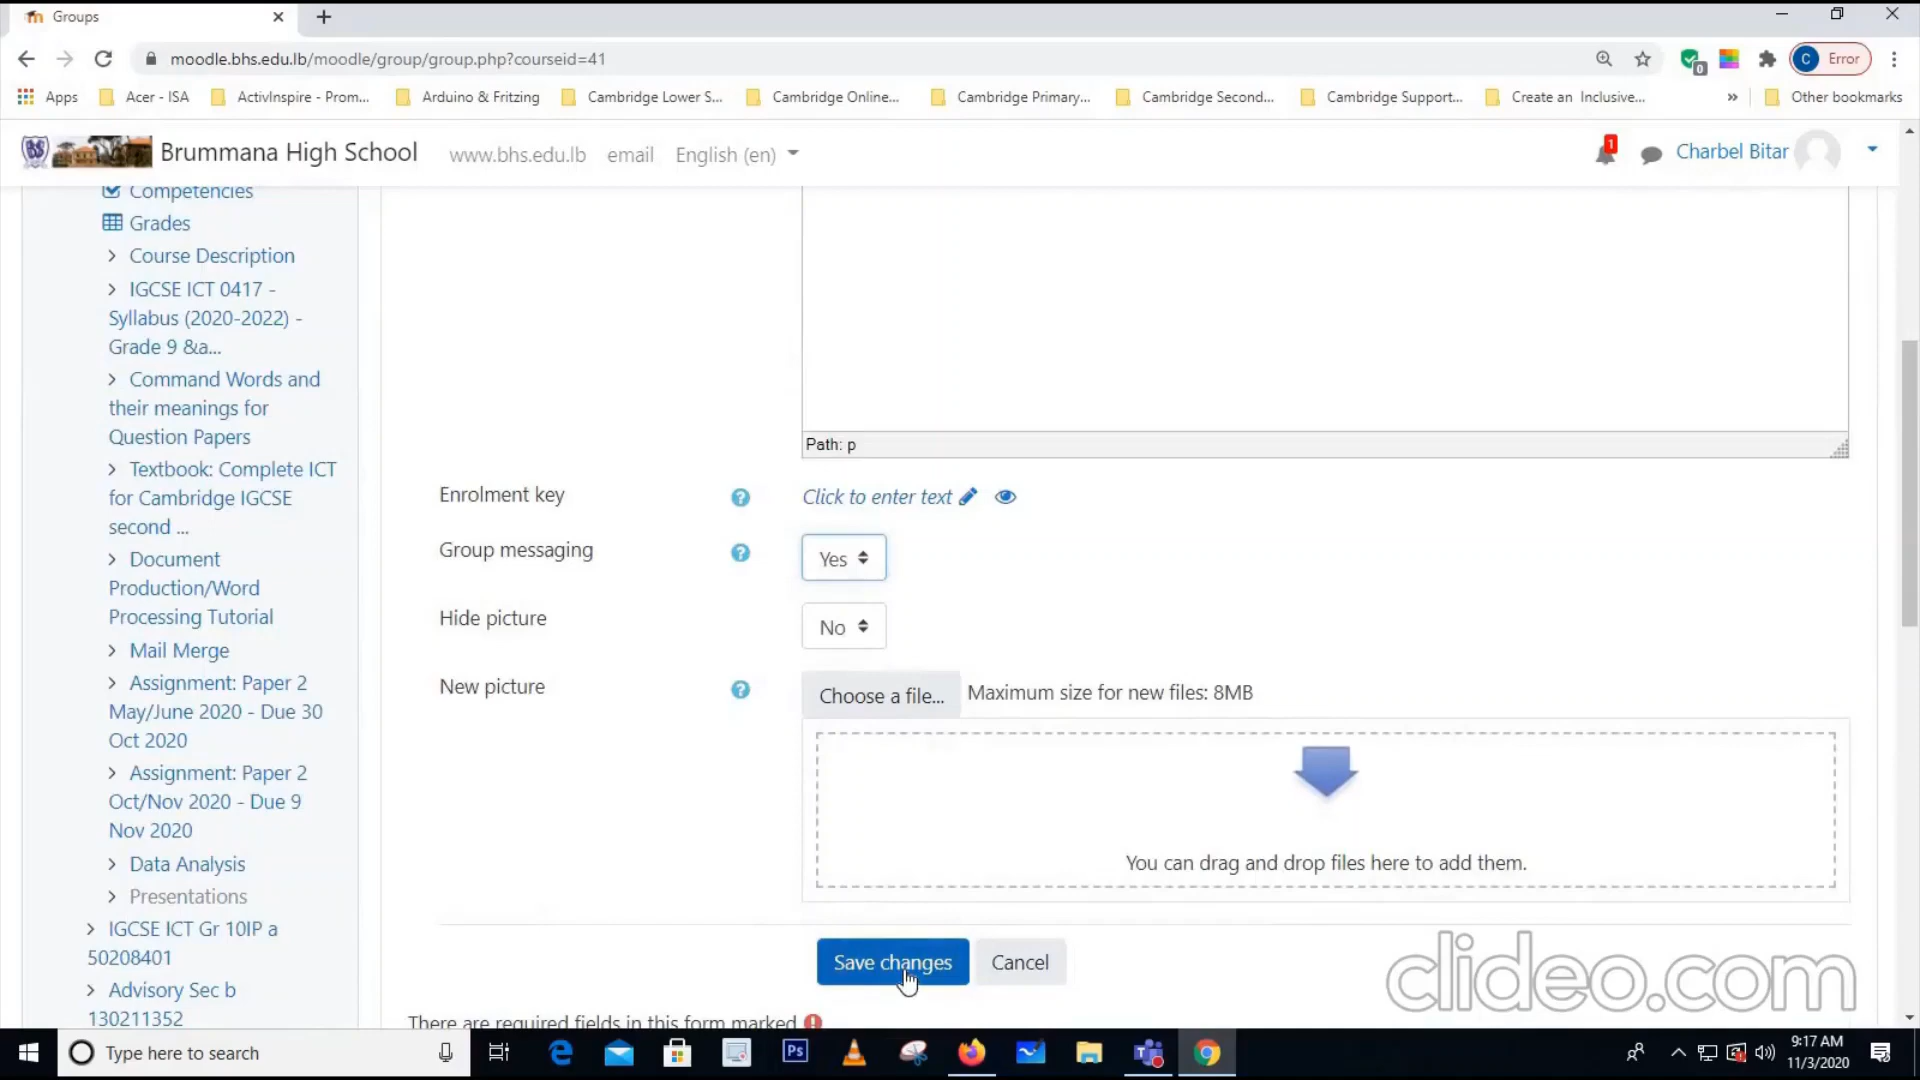 Groups
moodle.bhs.edu.lb/moodle/group/group.php?courseid=41
0
C Error
Apps
Acer - ISA
ActivInspire - Prom...
Arduino & Fritzing
Cambridge Lower S...
Cambridge Online...
Cambridge Primary...
Cambridge Second...
Cambridge Support...
Create an Inclusive...
»
Other bookmarks
Brummana High School
www.bhs.edu.lb
email
English (en)
1
Charbel Bitar
Competencies
Grades
Course Description
IGCSE ICT 0417 -
Syllabus (2020-2022) -
Grade 9 &a...
Command Words and
their meanings for
Question Papers
Textbook: Complete ICT
for Cambridge IGCSE
second ...
Document
Production/Word
Processing Tutorial
Mail Merge
Assignment: Paper 2
May/June 2020 - Due 30
Oct 2020
Assignment: Paper 2
Oct/Nov 2020 - Due 9
Nov 2020
Data Analysis
Presentations
IGCSE ICT Gr 10IP a
50208401
Advisory Sec b
130211352
Path: p
Enrolment key
Click to enter text
Group messaging
Yes
Hide picture
No
New picture
Choose a file...
Maximum size for new files: 8MB
You can drag and drop files here to add them.
Save changes
Cancel
There are required fields in this form marked
clideo.com
Type here to search
Ps
9:17 AM
11/3/2020